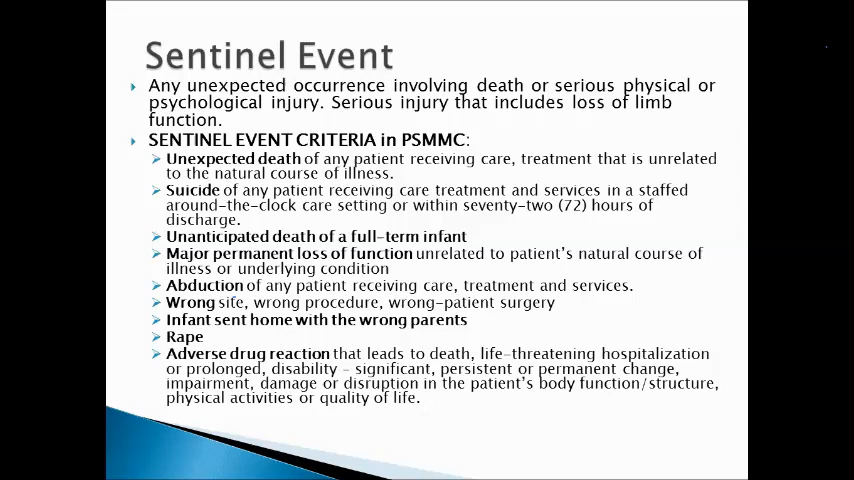 Sentinel Event
Any unexpected occurrence involving death or serious physical or
psychological injury. Serious injury that includes loss of limb
function.
SENTINEL EVENT CRITERIA in PSMMC:
Unexpected death of any patient receiving care, treatment that is unrelated
to the natural course of illness.
Suicide of any patient receiving care treatment and services in a staffed
around-the-clock care setting or within seventy-two (72) hours of
discharge.
Unanticipated death of a full-term infant
Major permanent loss of function unrelated to patient's natural course of
illness or underlying condition
Abduction of any patient receiving care, treatment and services.
Wrong sife, wrong procedure, wrong-patient surgery
Infant sent home with the wrong parents
Rape
Adverse drug reaction that leads to death, life-threatening hospitalization
or prolonged, disability – significant, persistent or permanent change,
impairment, damage or disruption in the patient's body function/structure,
physical activities or quality of life.